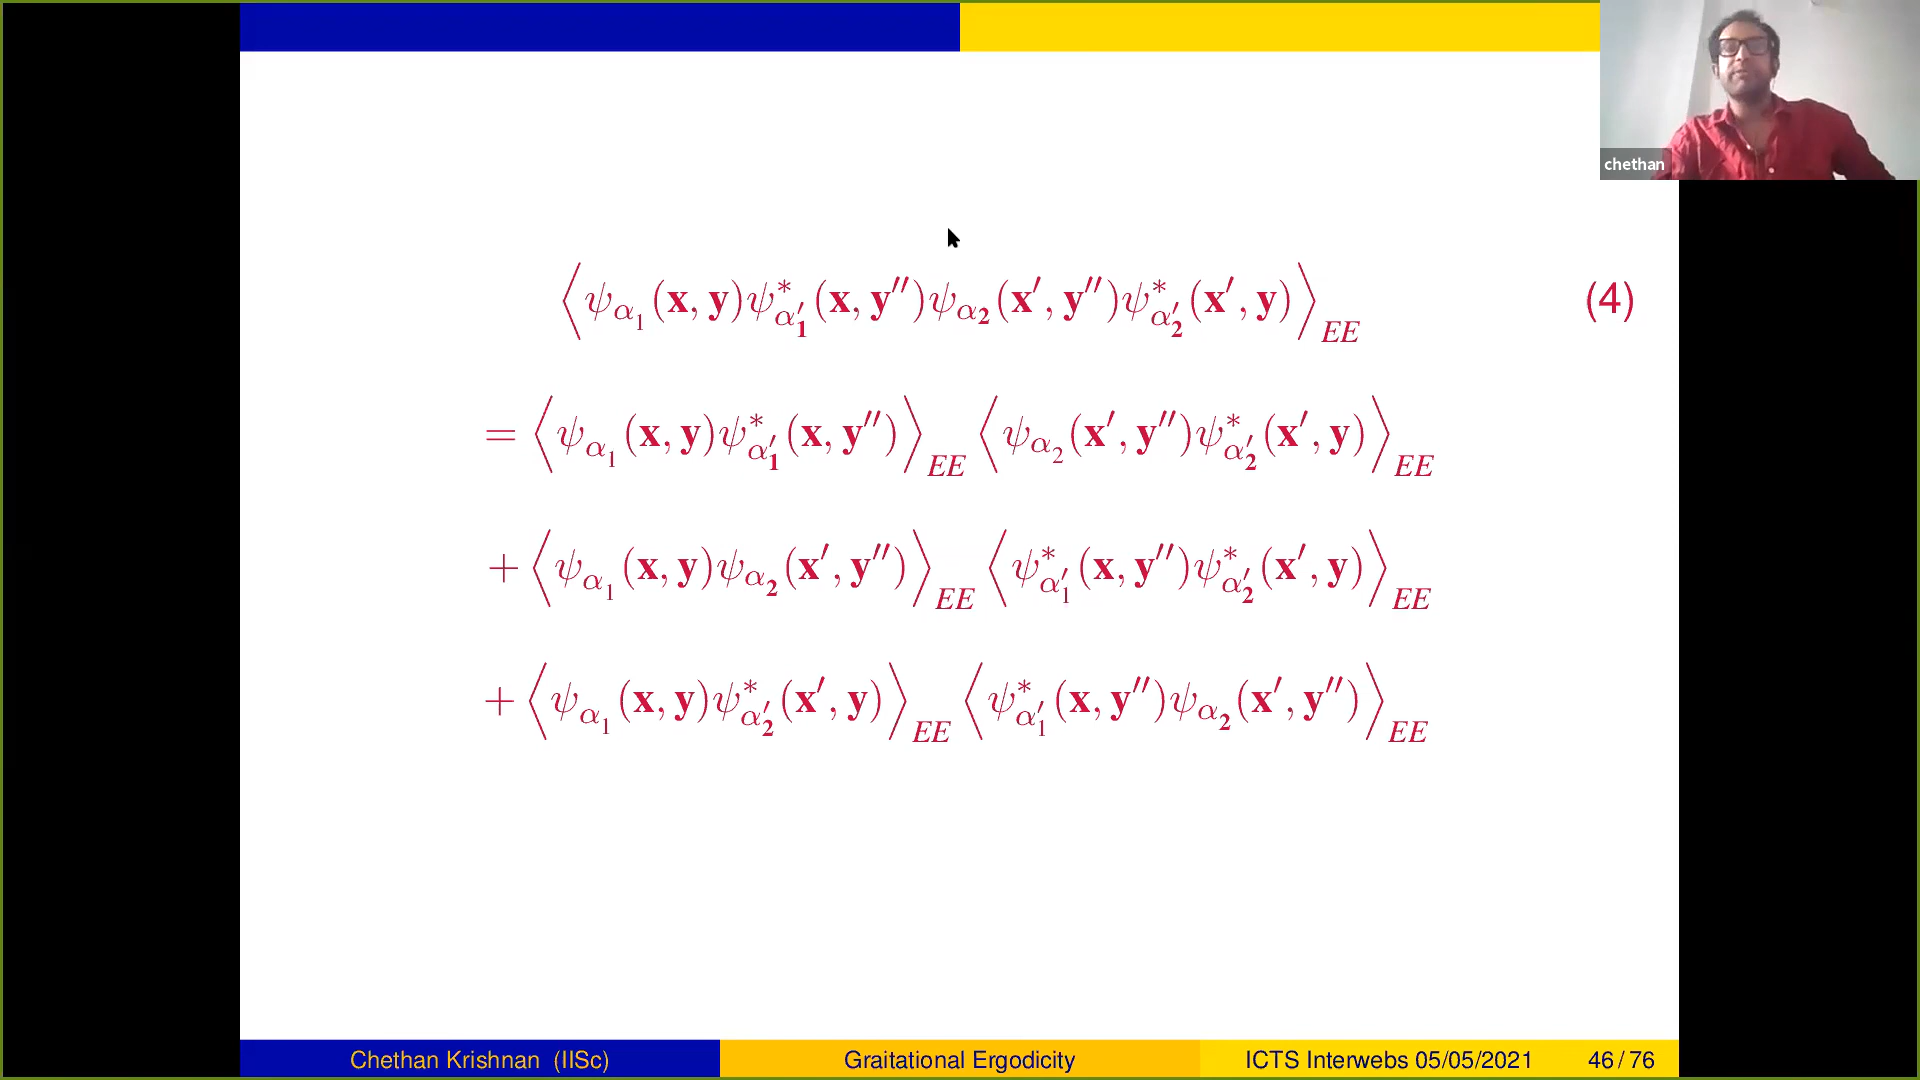 chethan
⟨ψ_{α_1}(x, y)ψ*_{α′_1}(x, y″)ψ_{α_2}(x′, y″)ψ*_{α′_2}(x′, y)⟩_{EE} (4)
= ⟨ψ_{α_1}(x, y)ψ*_{α′_1}(x, y″)⟩_{EE} ⟨ψ_{α_2}(x′, y″)ψ*_{α′_2}(x′, y)⟩_{EE}
+ ⟨ψ_{α_1}(x, y)ψ_{α_2}(x′, y″)⟩_{EE} ⟨ψ*_{α′_1}(x, y″)ψ*_{α′_2}(x′, y)⟩_{EE}
+ ⟨ψ_{α_1}(x, y)ψ*_{α′_2}(x′, y)⟩_{EE} ⟨ψ*_{α′_1}(x, y″)ψ_{α_2}(x′, y″)⟩_{EE}
Chethan Krishnan (IISc) Graitational Ergodicity ICTS Interwebs 05/05/2021 46 / 76